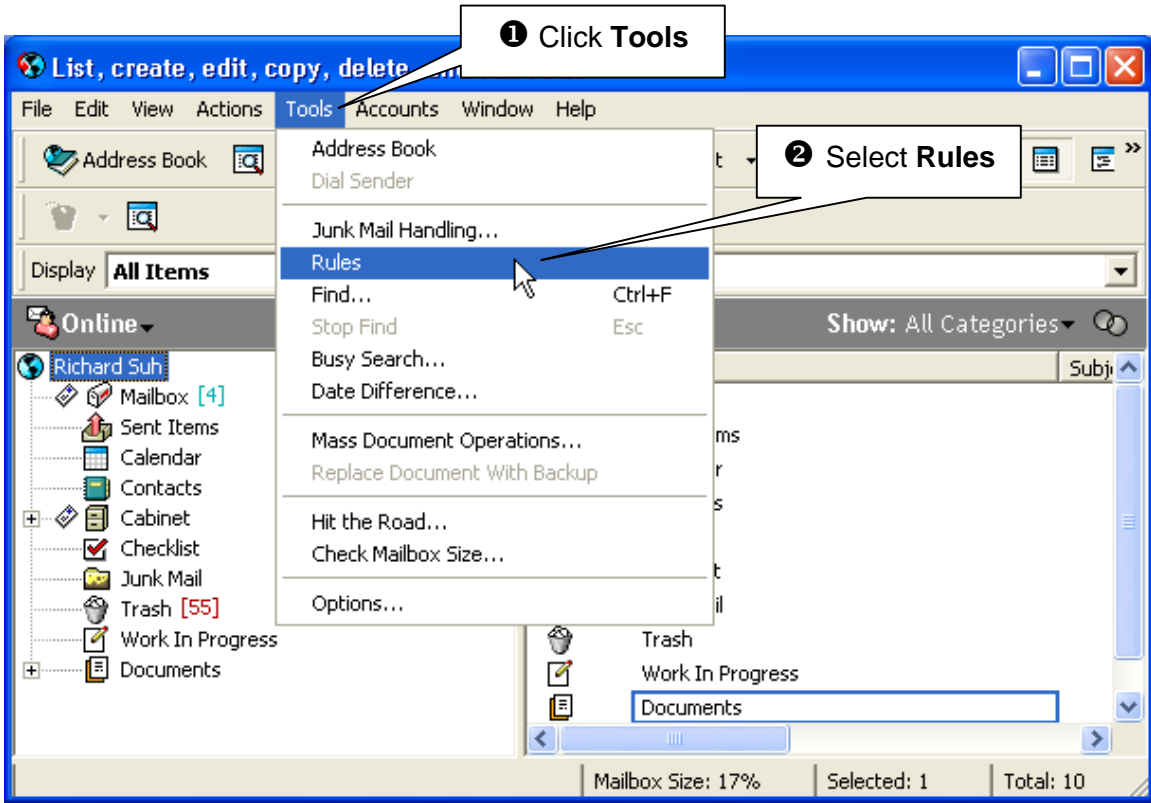 ❶ Click Tools
List, create, edit, copy, delete
File Edit View Actions Tools Accounts Window Help
❷ Select Rules
Address Book
Address Book
Dial Sender
Junk Mail Handling...
Rules
Find... Ctrl+F
Stop Find Esc
Busy Search...
Date Difference...
Mass Document Operations...
Replace Document With Backup
Hit the Road...
Check Mailbox Size...
Options...
t
»
Display All Items
Online
Show: All Categories
Richard Suh
Mailbox [4]
Sent Items
Calendar
Contacts
Cabinet
Checklist
Junk Mail
Trash [55]
Work In Progress
Documents
Subj
ms
r
s
t
il
Trash
Work In Progress
Documents
Mailbox Size: 17% Selected: 1 Total: 10